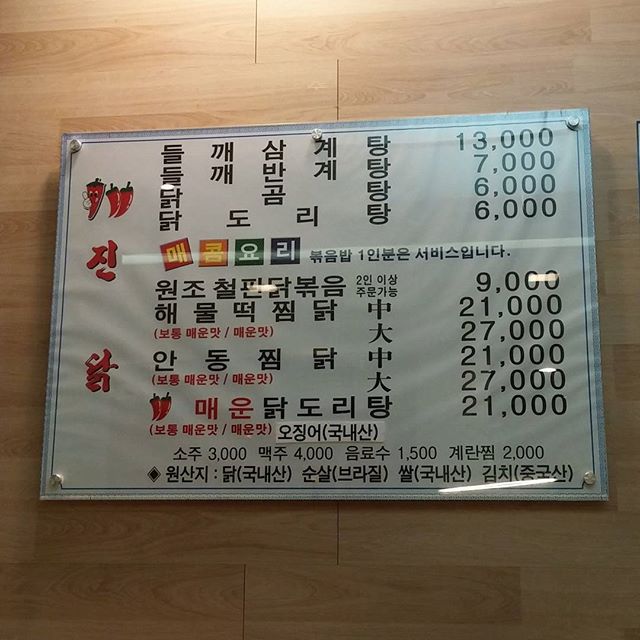 들깨삼계탕 13,000
들깨반계탕 7,000
닭곰탕 6,000
닭도리탕 6,000
진닭
매콤요리 볶음밥 1인분은 서비스입니다.
원조 철판닭볶음 2인 이상 주문가능 9,000
해물떡찜닭 中 21,000
(보통 매운맛 / 매운맛) 大 27,000
안동찜닭 中 21,000
(보통 매운맛 / 매운맛) 大 27,000
매운닭도리탕 21,000
(보통 매운맛 / 매운맛) 오징어(국내산)
소주 3,000 맥주 4,000 음료수 1,500 계란찜 2,000
◈ 원산지 : 닭(국내산) 순살(브라질) 쌀(국내산) 김치(중국산)